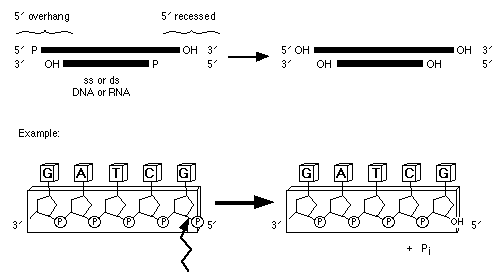 5´ overhang 5´ recessed
5´ P OH 3´ 5´ OH OH 3´
3´ OH P 5´ 3´ OH OH 5´
ss or ds
DNA or RNA
Example:
G A T C G G A T C G
3´ P P P P P 5´ 3´ P P P P OH 5´
+ Pi